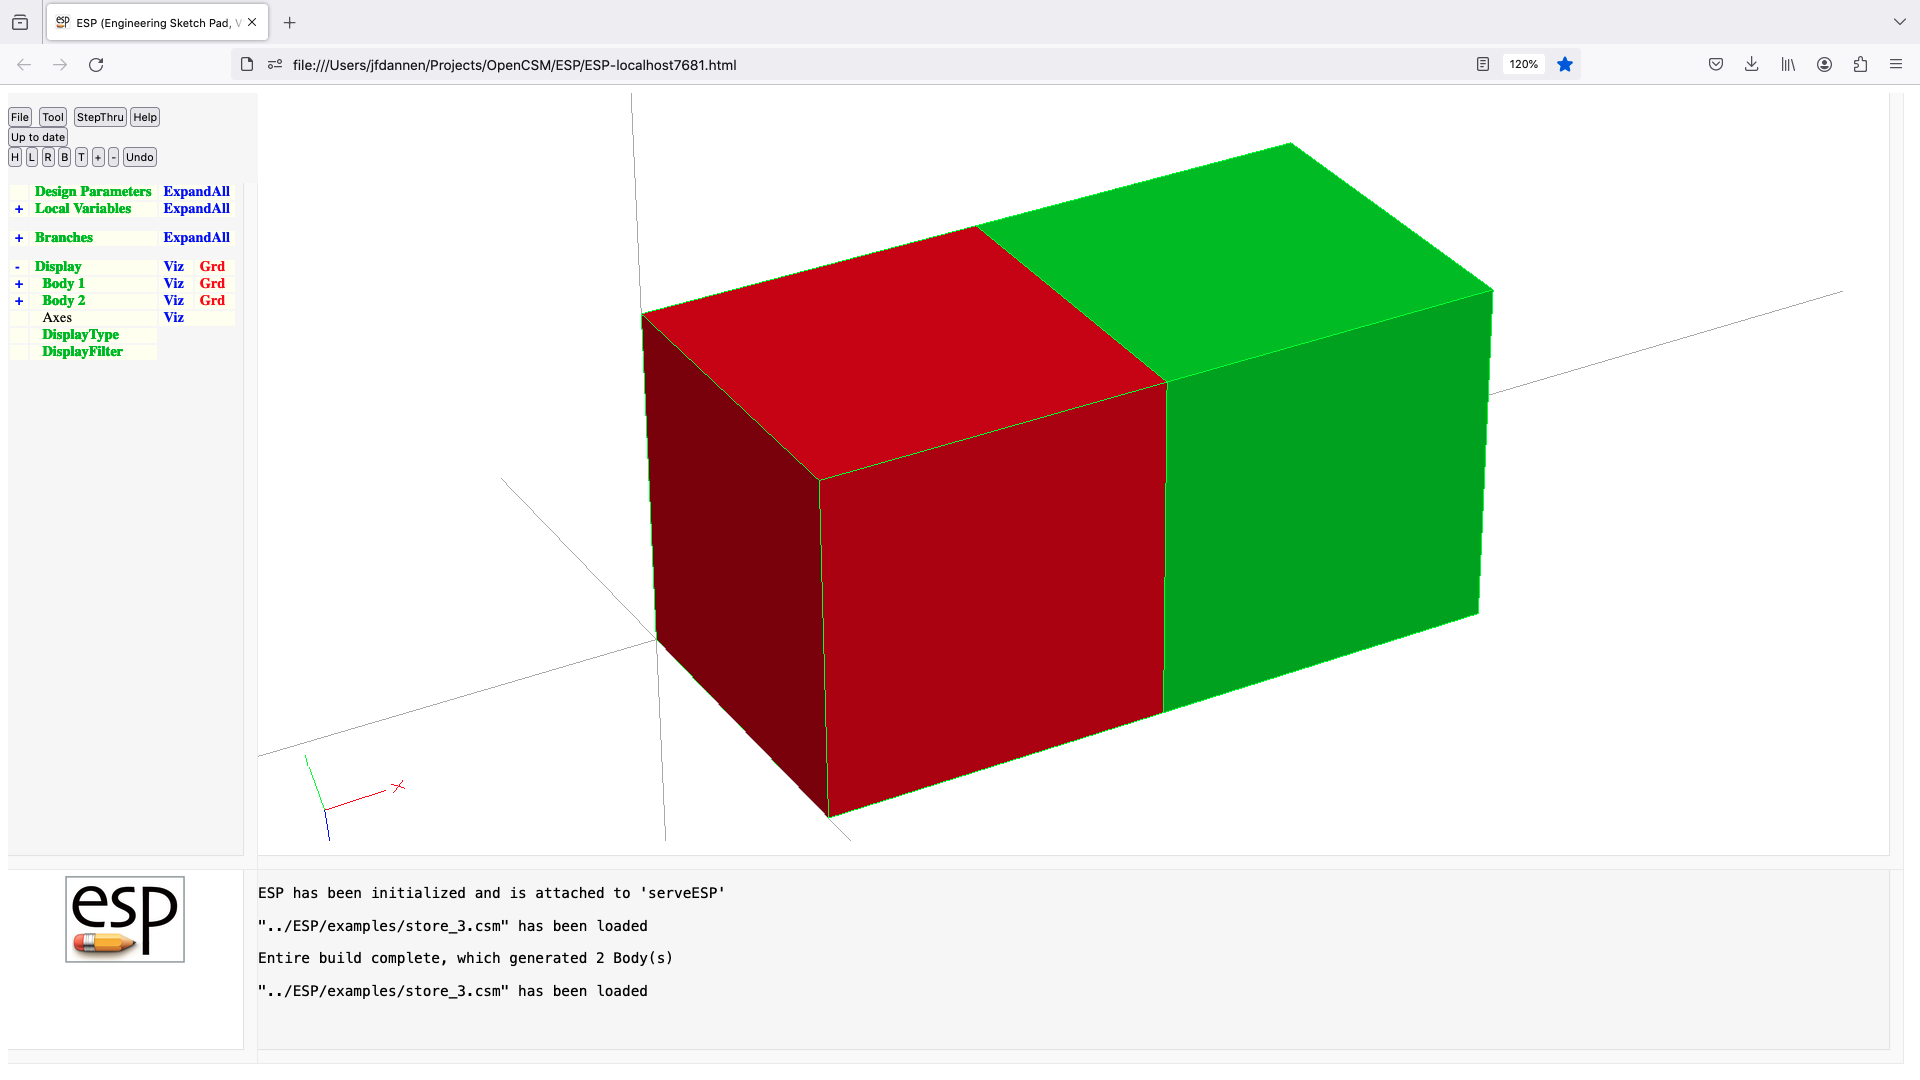 esp ESP (Engineering Sketch Pad, V
file:///Users/jfdannen/Projects/OpenCSM/ESP/ESP-localhost7681.html 120%
File Tool StepThru Help
Up to date
H L R B T + - Undo
Design Parameters ExpandAll
+ Local Variables ExpandAll
+ Branches ExpandAll
- Display Viz Grd
+ Body 1 Viz Grd
+ Body 2 Viz Grd
Axes Viz
DisplayType
DisplayFilter
X
esp
ESP has been initialized and is attached to 'serveESP'
"../ESP/examples/store_3.csm" has been loaded
Entire build complete, which generated 2 Body(s)
"../ESP/examples/store_3.csm" has been loaded